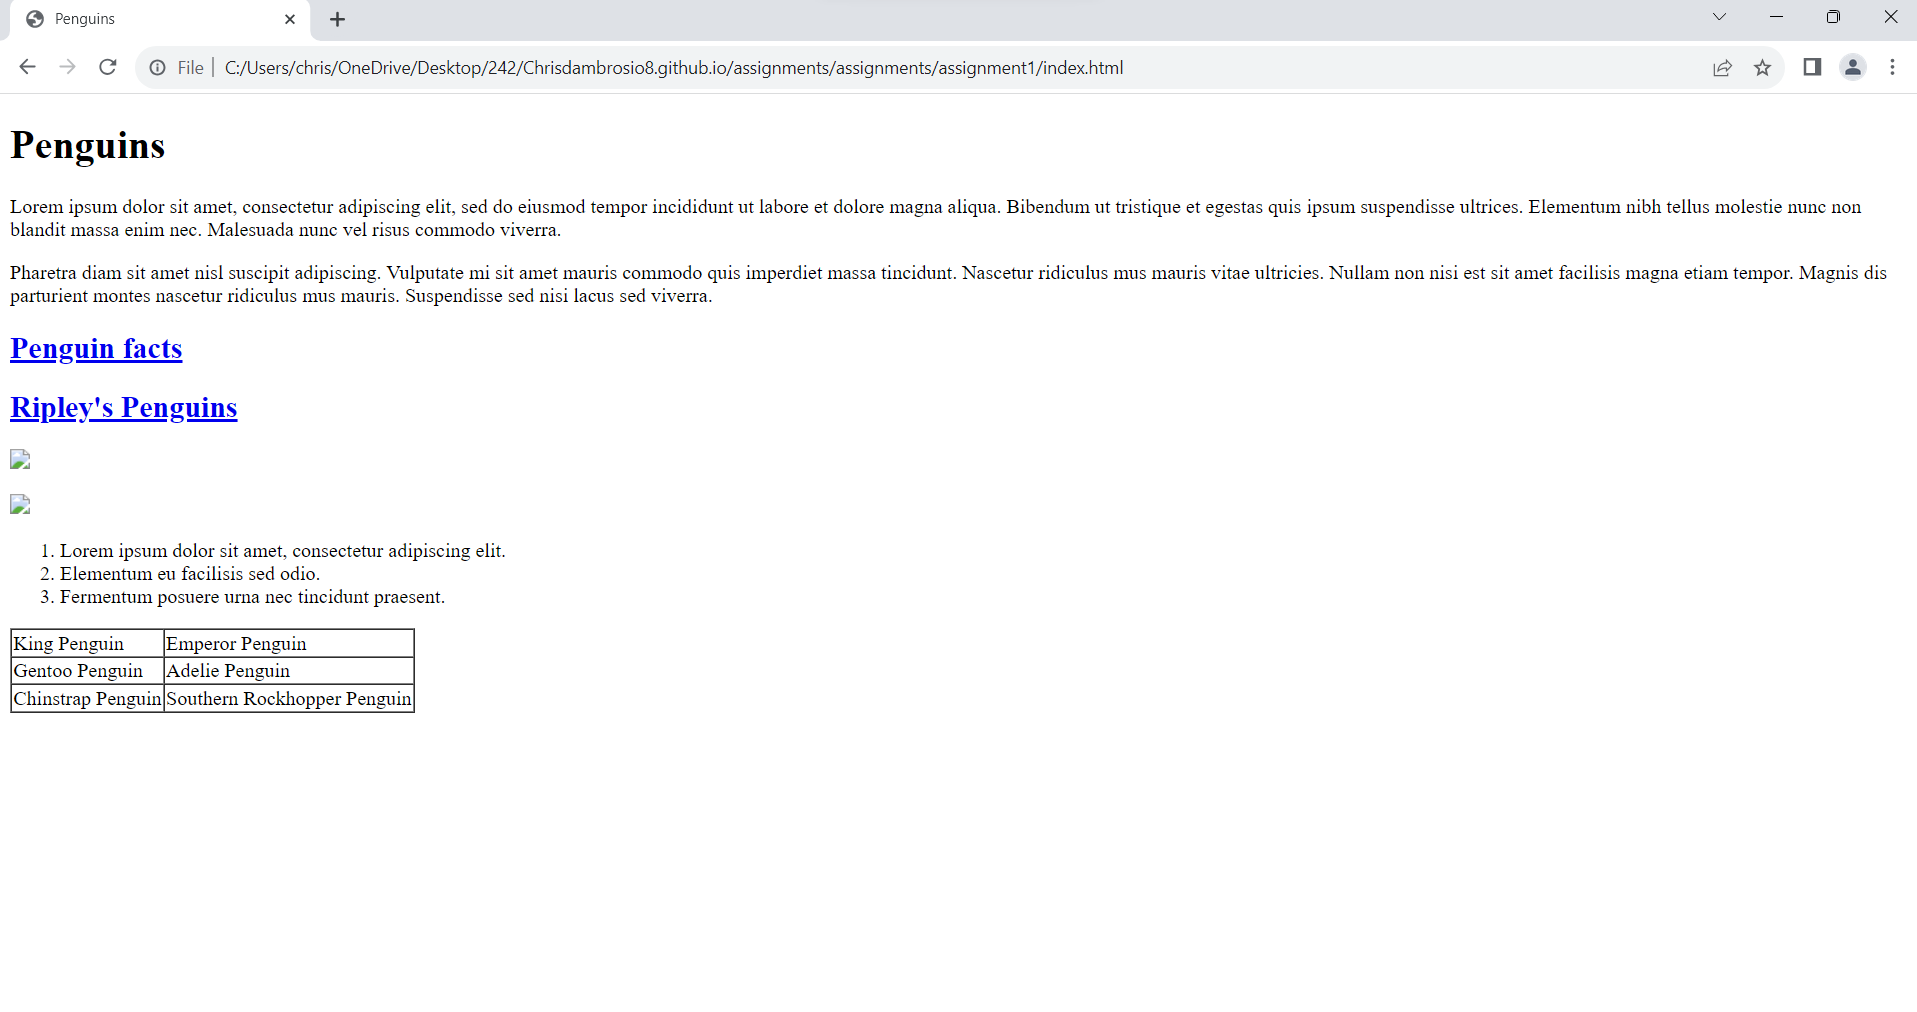 Penguins
File
C:/Users/chris/OneDrive/Desktop/242/Chrisdambrosio8.github.io/assignments/assignments/assignment1/index.html
Penguins
Lorem ipsum dolor sit amet, consectetur adipiscing elit, sed do eiusmod tempor incididunt ut labore et dolore magna aliqua. Bibendum ut tristique et egestas quis ipsum suspendisse ultrices. Elementum nibh tellus molestie nunc non
blandit massa enim nec. Malesuada nunc vel risus commodo viverra.
Pharetra diam sit amet nisl suscipit adipiscing. Vulputate mi sit amet mauris commodo quis imperdiet massa tincidunt. Nascetur ridiculus mus mauris vitae ultricies. Nullam non nisi est sit amet facilisis magna etiam tempor. Magnis dis
parturient montes nascetur ridiculus mus mauris. Suspendisse sed nisi lacus sed viverra.
Penguin facts
Ripley's Penguins
1. Lorem ipsum dolor sit amet, consectetur adipiscing elit.
2. Elementum eu facilisis sed odio.
3. Fermentum posuere urna nec tincidunt praesent.
King Penguin Emperor Penguin
Gentoo Penguin Adelie Penguin
Chinstrap Penguin Southern Rockhopper Penguin